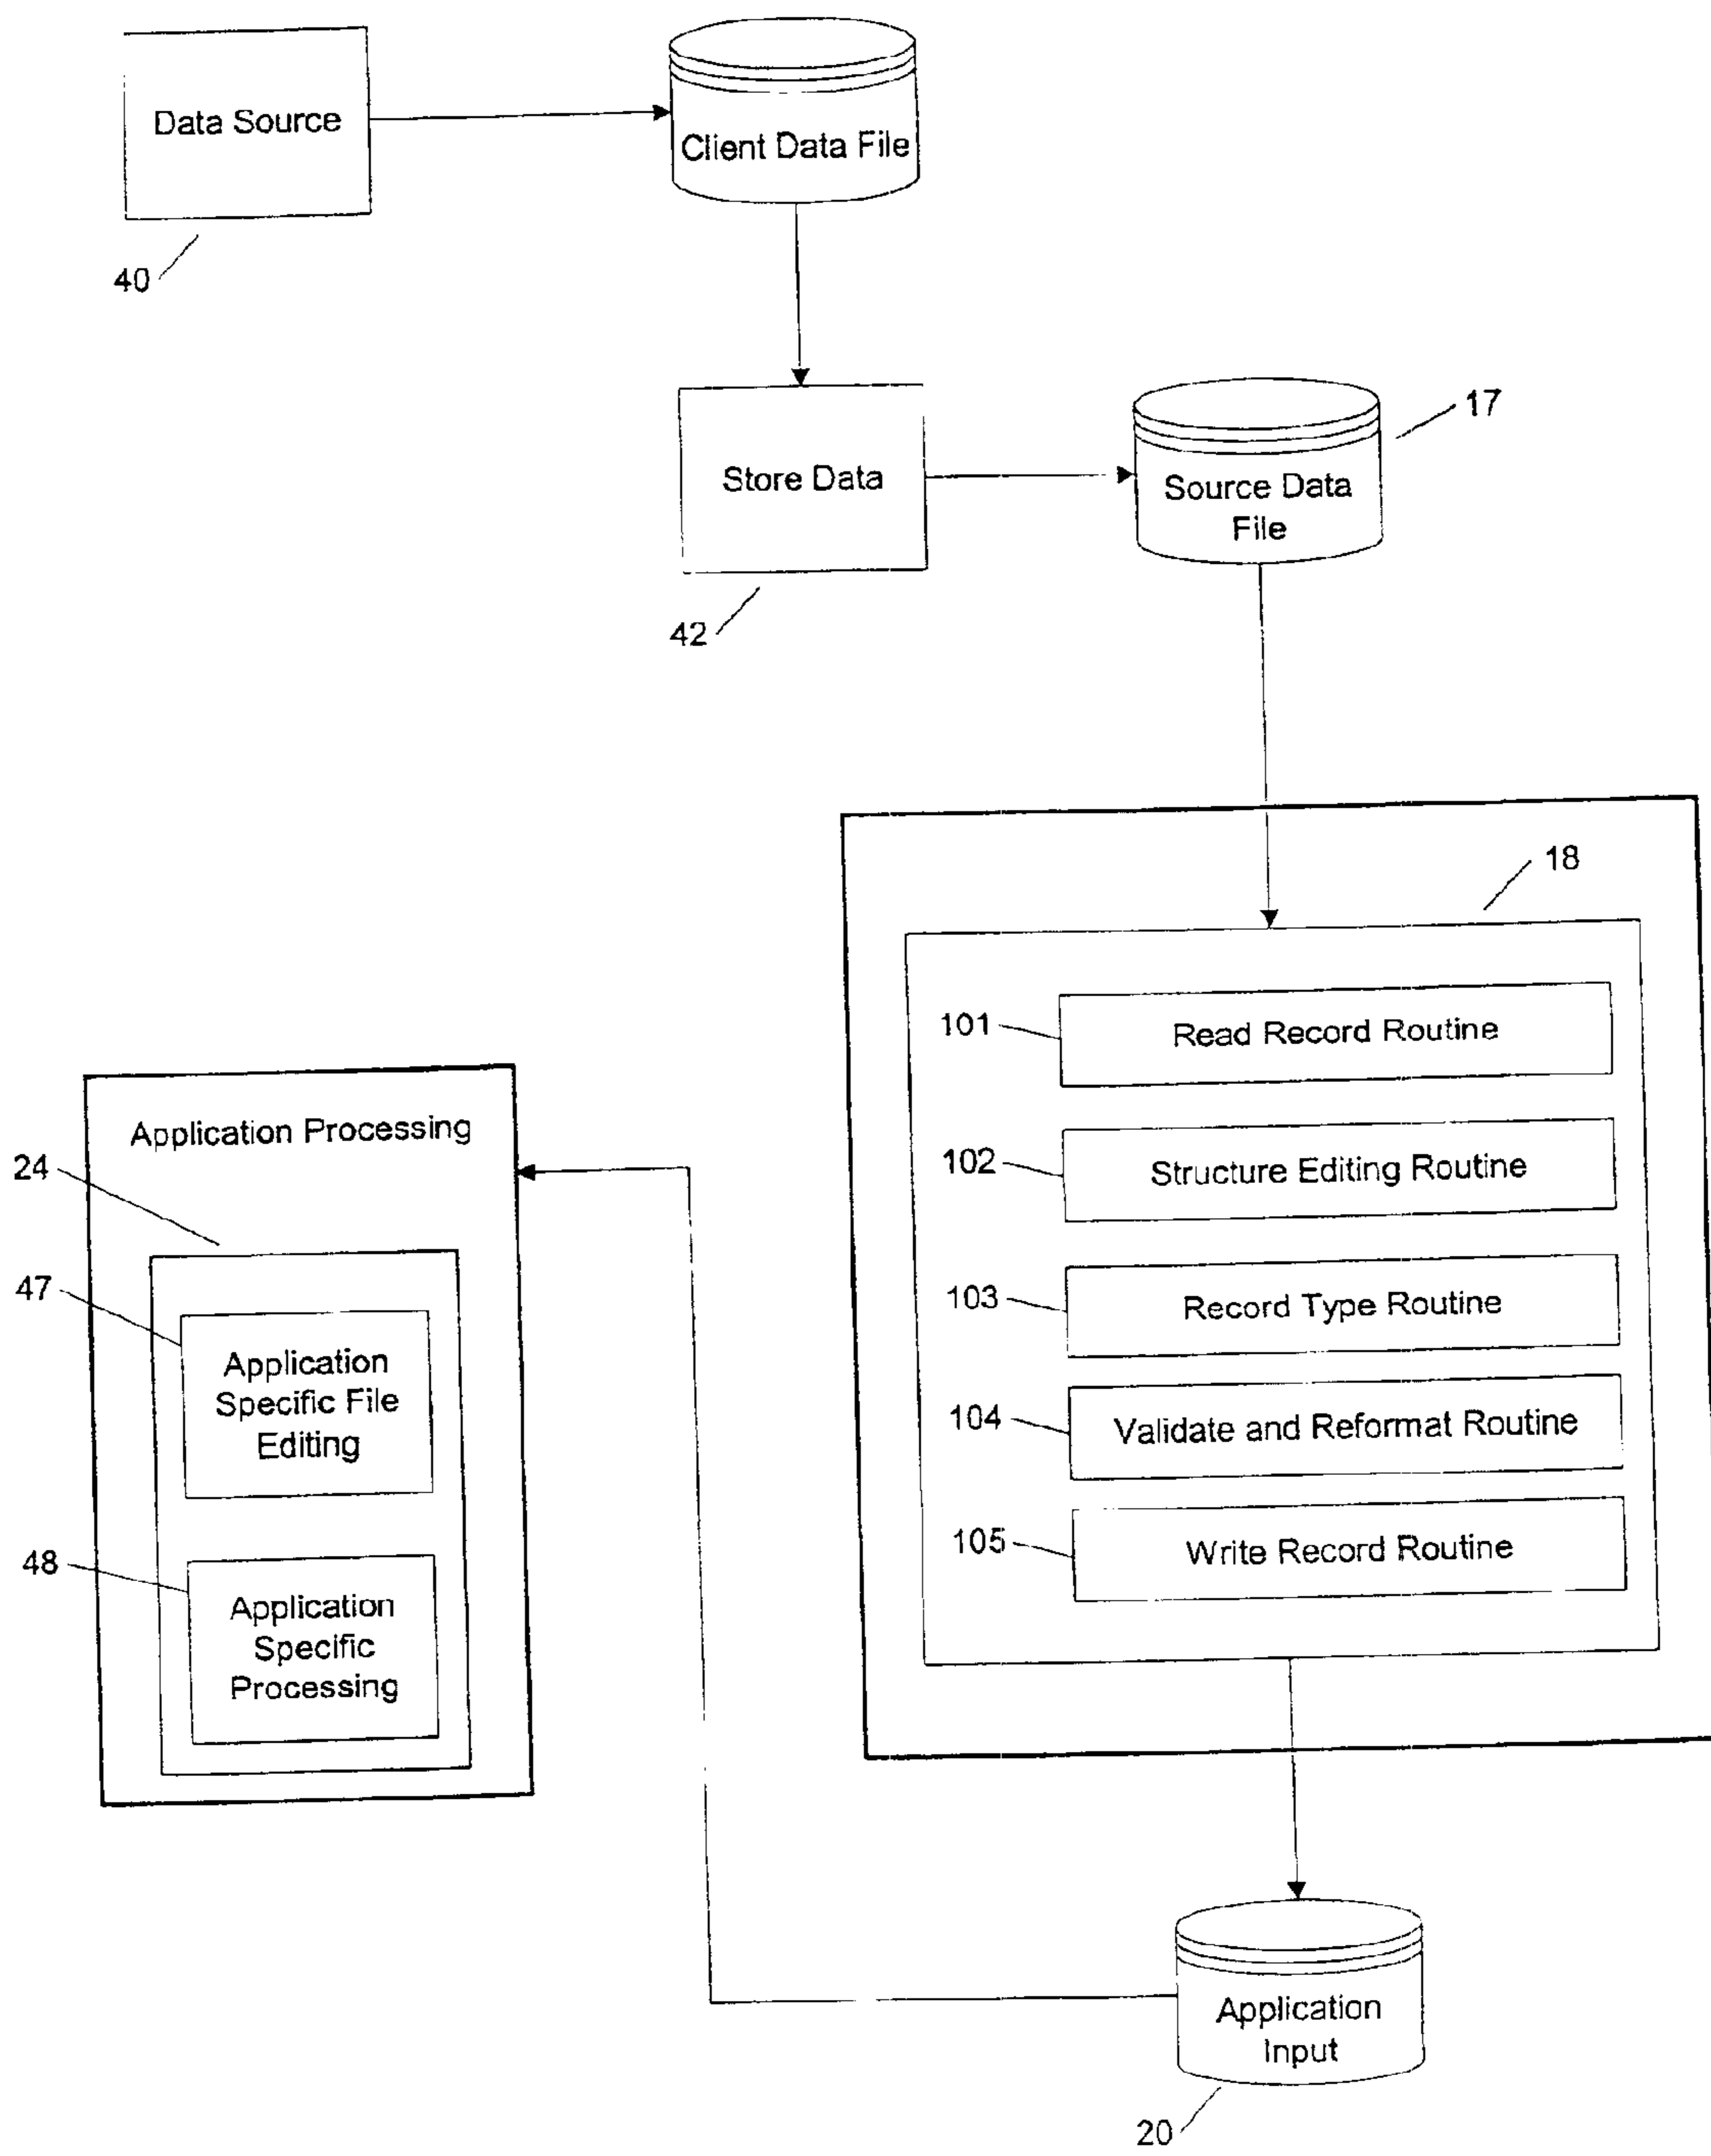 Data Source
Client Data File
40
Store Data
Source Data
File
17
42
18
101
Read Record Routine
102
Structure Editing Routine
103
Record Type Routine
104
Validate and Reformat Routine
105
Write Record Routine
Application Processing
24
47
Application
Specific File
Editing
48
Application
Specific
Processing
Application
Input
20